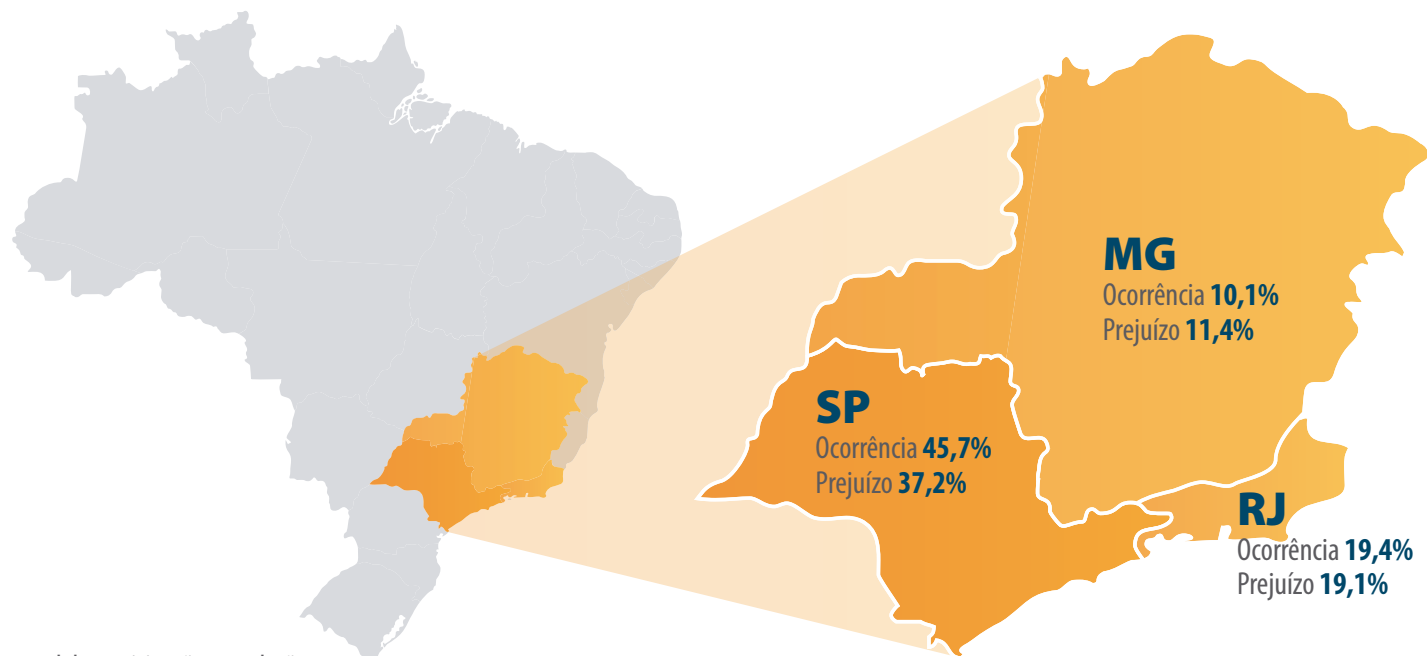 MG
Ocorrência 10,1%
Prejuízo 11,4%
SP
Ocorrência 45,7%
Prejuízo 37,2%
RJ
Ocorrência 19,4%
Prejuízo 19,1%